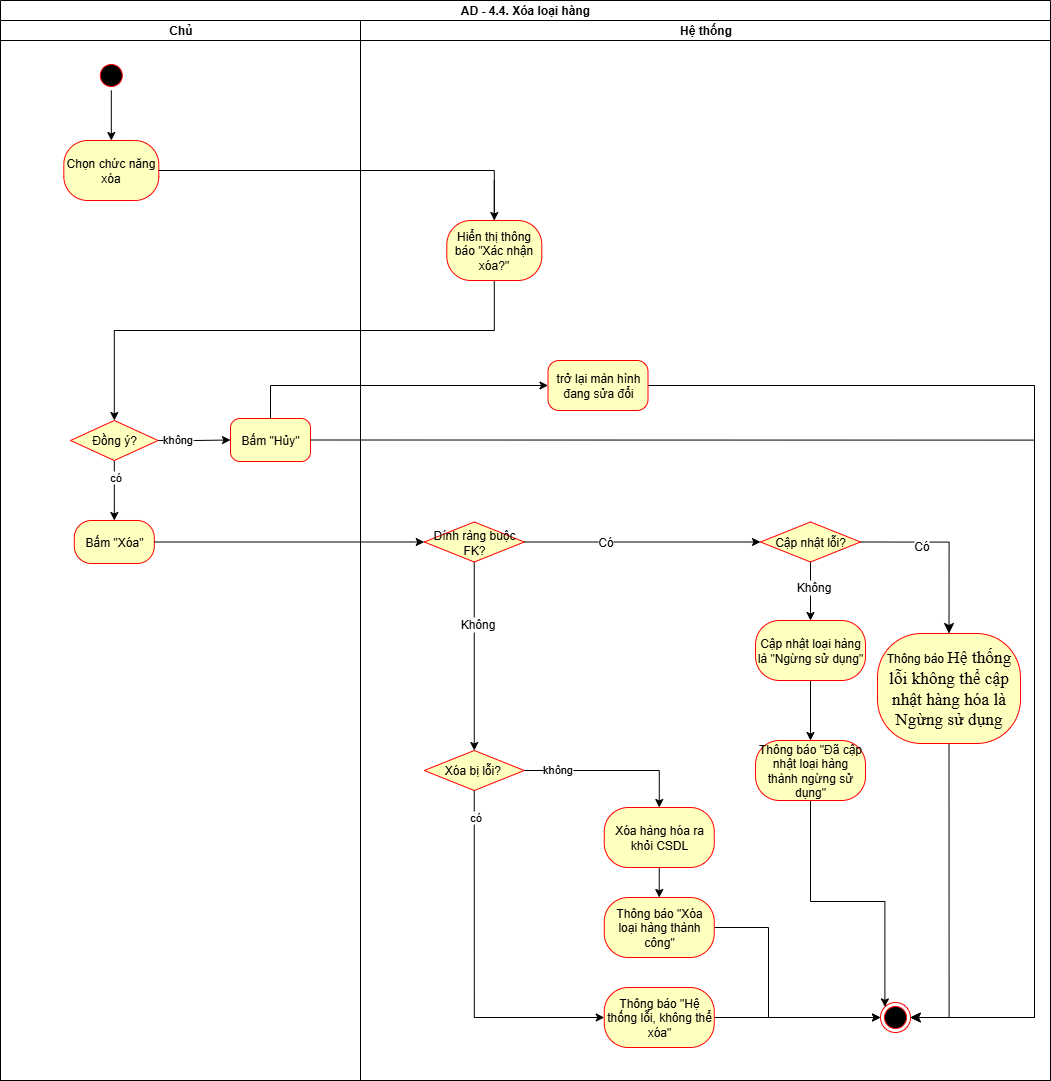 AD - 4.4. Xóa loại hàng
Chủ
Hệ thống
Chọn chức năng
xóa
Hiển thị thông
báo "Xác nhận
xóa?"
trở lại màn hình
đang sửa đổi
Đồng ý?
không
Bấm "Hủy"
có
Bấm "Xóa"
Dính ràng buộc
FK?
Có
Cập nhật lỗi?
Có
Không
Không
Cập nhật loại hàng
là "Ngừng sử dụng"
Thông báo Hệ thống
lỗi không thể cập
nhật hàng hóa là
Ngừng sử dụng
Thông báo "Đã cập
nhật loại hàng
thành ngừng sử
dụng"
Xóa bị lỗi?
không
có
Xóa hàng hóa ra
khỏi CSDL
Thông báo "Xóa
loại hàng thành
công"
Thông báo "Hệ
thống lỗi, không thể
xóa"